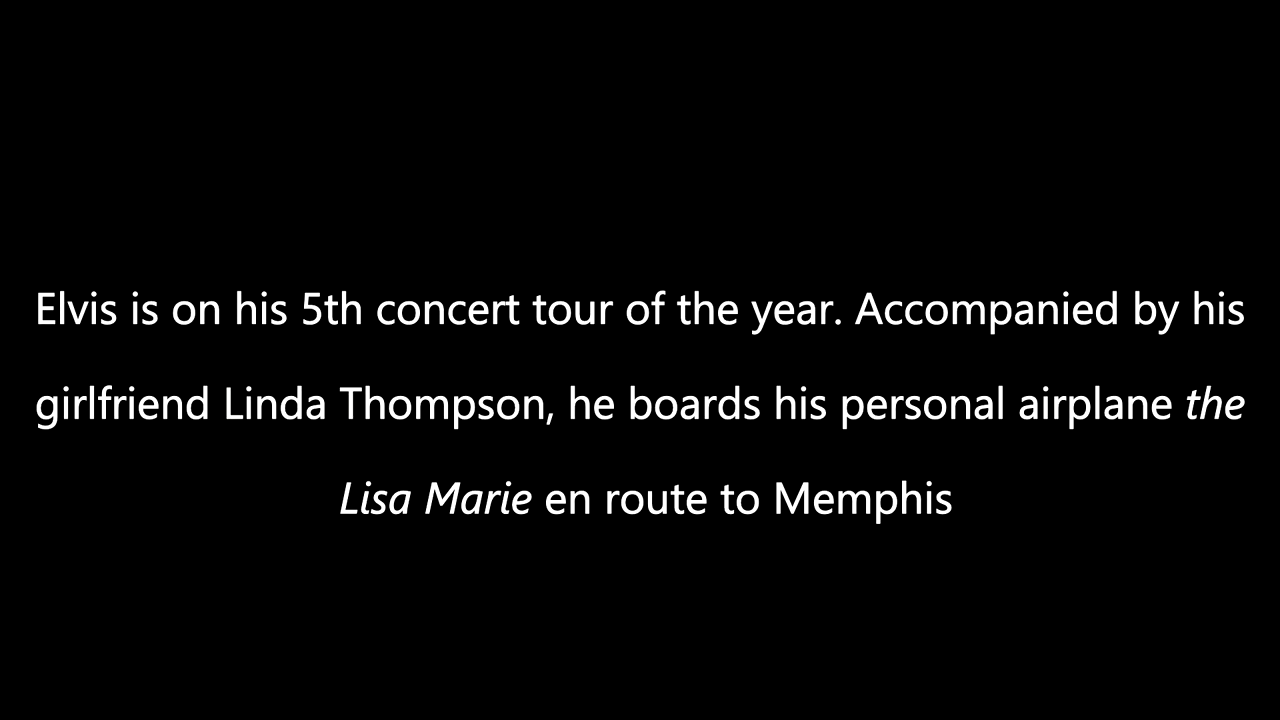 Elvis is on his 5th concert tour of the year. Accompanied by his
girlfriend Linda Thompson, he boards his personal airplane the
Lisa Marie en route to Memphis